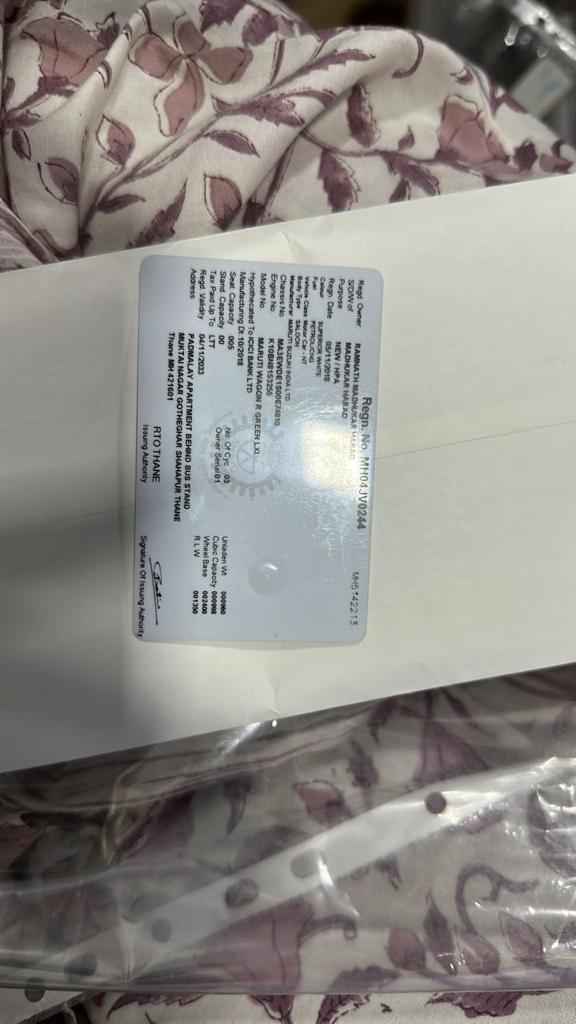 Regn. No. MH04JV0244
MH5142213
Regd. Owner RAMNATH MADHUKAR HARAD
S/D/W of MADHUKAR HARAD
Purpose NEW / HPA
Regn. Date 05/11/2018
Colour SUPERIOR WHITE
Fuel PETROL/CNG
Vehicle Class Motor Car - NT
Body Type SALOON
Manufacturer MARUTI SUZUKI INDIA LTD
Chassis No
Engine No
Model No. MARUTI WAGON R GREEN LXI
Hypothecated To ICICI BANK LTD
Manufacturing Dt 10/2018
Seat. Capacity 005 No. Of Cyc 03 Unladen Wt 000960
Stand. Capacity 00 Owner Serial 01 Cubic Capacity 000998
Tax Paid Up To LTT Wheel Base 002400
Regd. Validity 04/11/2033 R L W 001350
Address PADMALAY APARTMENT BEHIND BUS STAND
MUKTAI NAGAR GOTHEGHAR SHAHAPUR THANE
Thane MH 421601
RTO THANE
Issuing Authority
Signature Of Issuing Authority